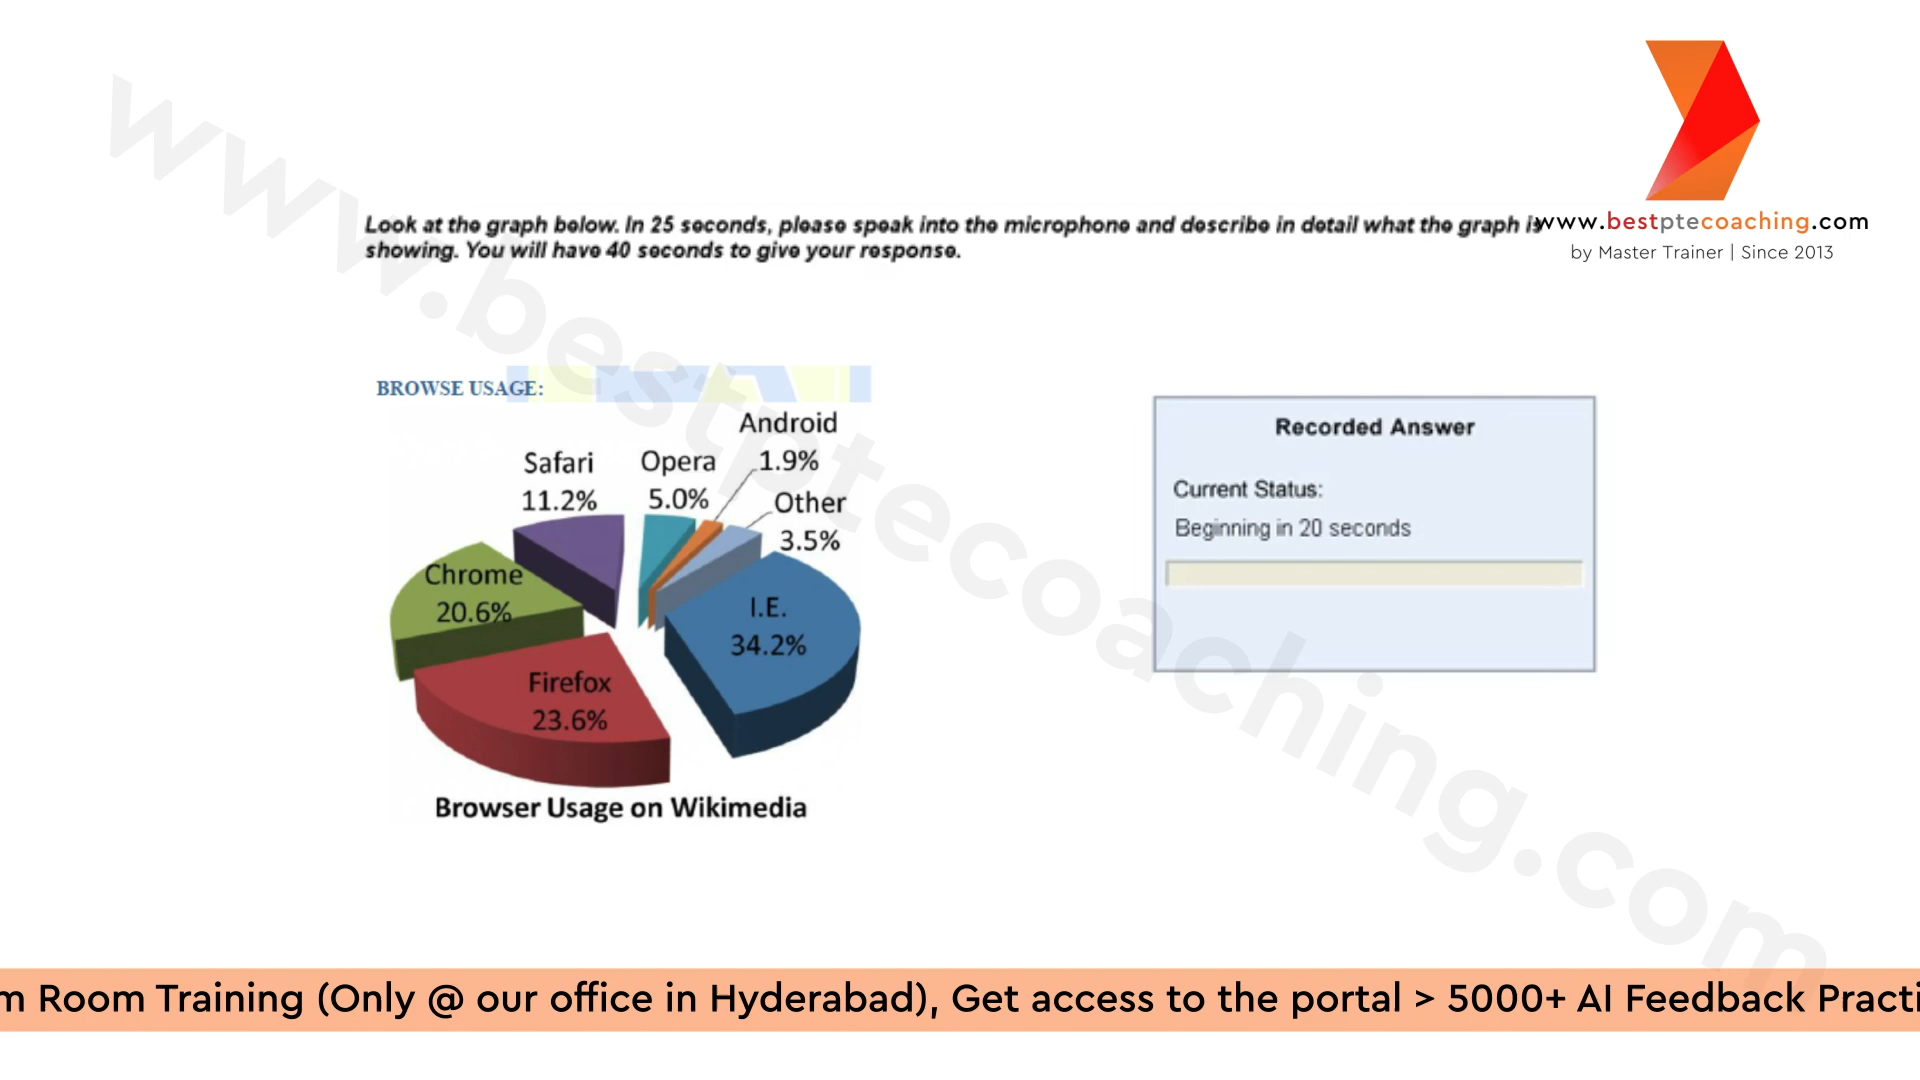 www.bestptecoaching.com
Look at the graph below. In 25 seconds, please speak into the microphone and describe in detail what the graph is
showing. You will have 40 seconds to give your response.
www.bestptecoaching.com
by Master Trainer | Since 2013
BROWSE USAGE:
Android
1.9%
Safari
11.2%
Opera
5.0%
Other
3.5%
Chrome
20.6%
I.E.
34.2%
Firefox
23.6%
Browser Usage on Wikimedia
Recorded Answer
Current Status:
Beginning in 20 seconds
m Room Training (Only @ our office in Hyderabad), Get access to the portal > 5000+ AI Feedback Practi